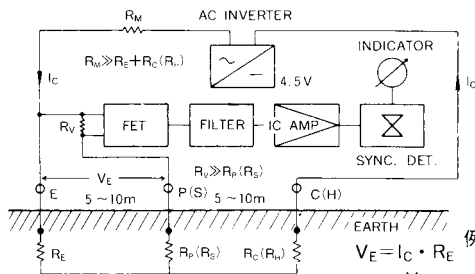 R_M
AC INVERTER
INDICATOR
R_M≫R_E+R_C(R_H)
4.5V
I_C
I_C
R_V
FET
FILTER
IC AMP
SYNC. DET.
V_E
R_V≫R_P(R_S)
E
5~10m
P(S)
5~10m
C(H)
EARTH
R_E
R_P(R_S)
R_C(R_H)
V_E=I_C・R_E
例